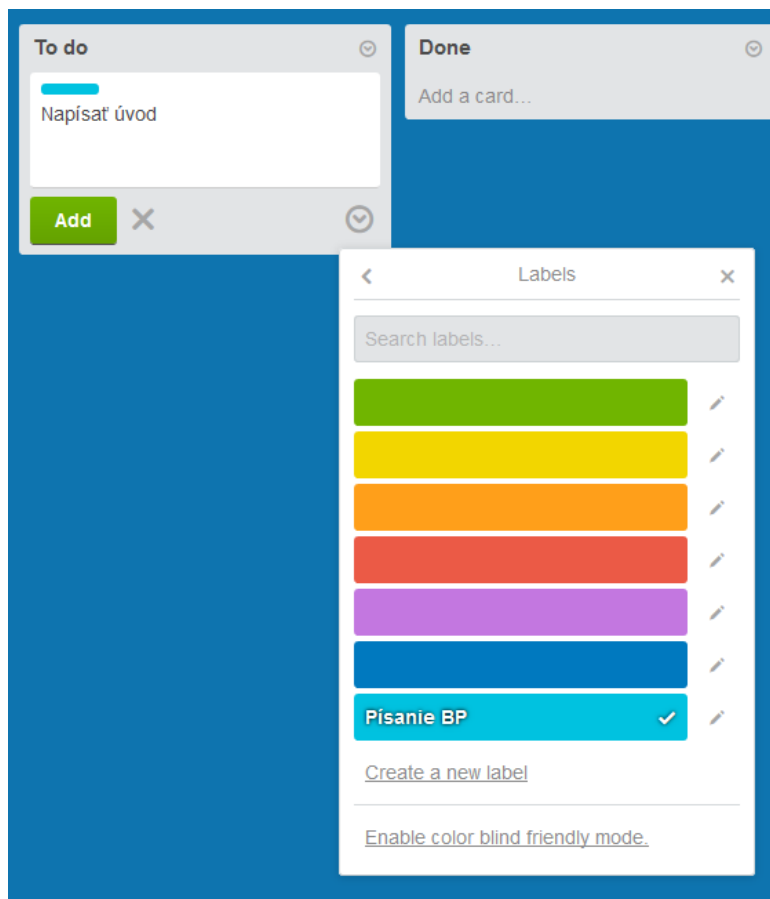 To do
Napísať úvod
Add
Done
Add a card...
Labels
Search labels...
Písanie BP
Create a new label
Enable color blind friendly mode.